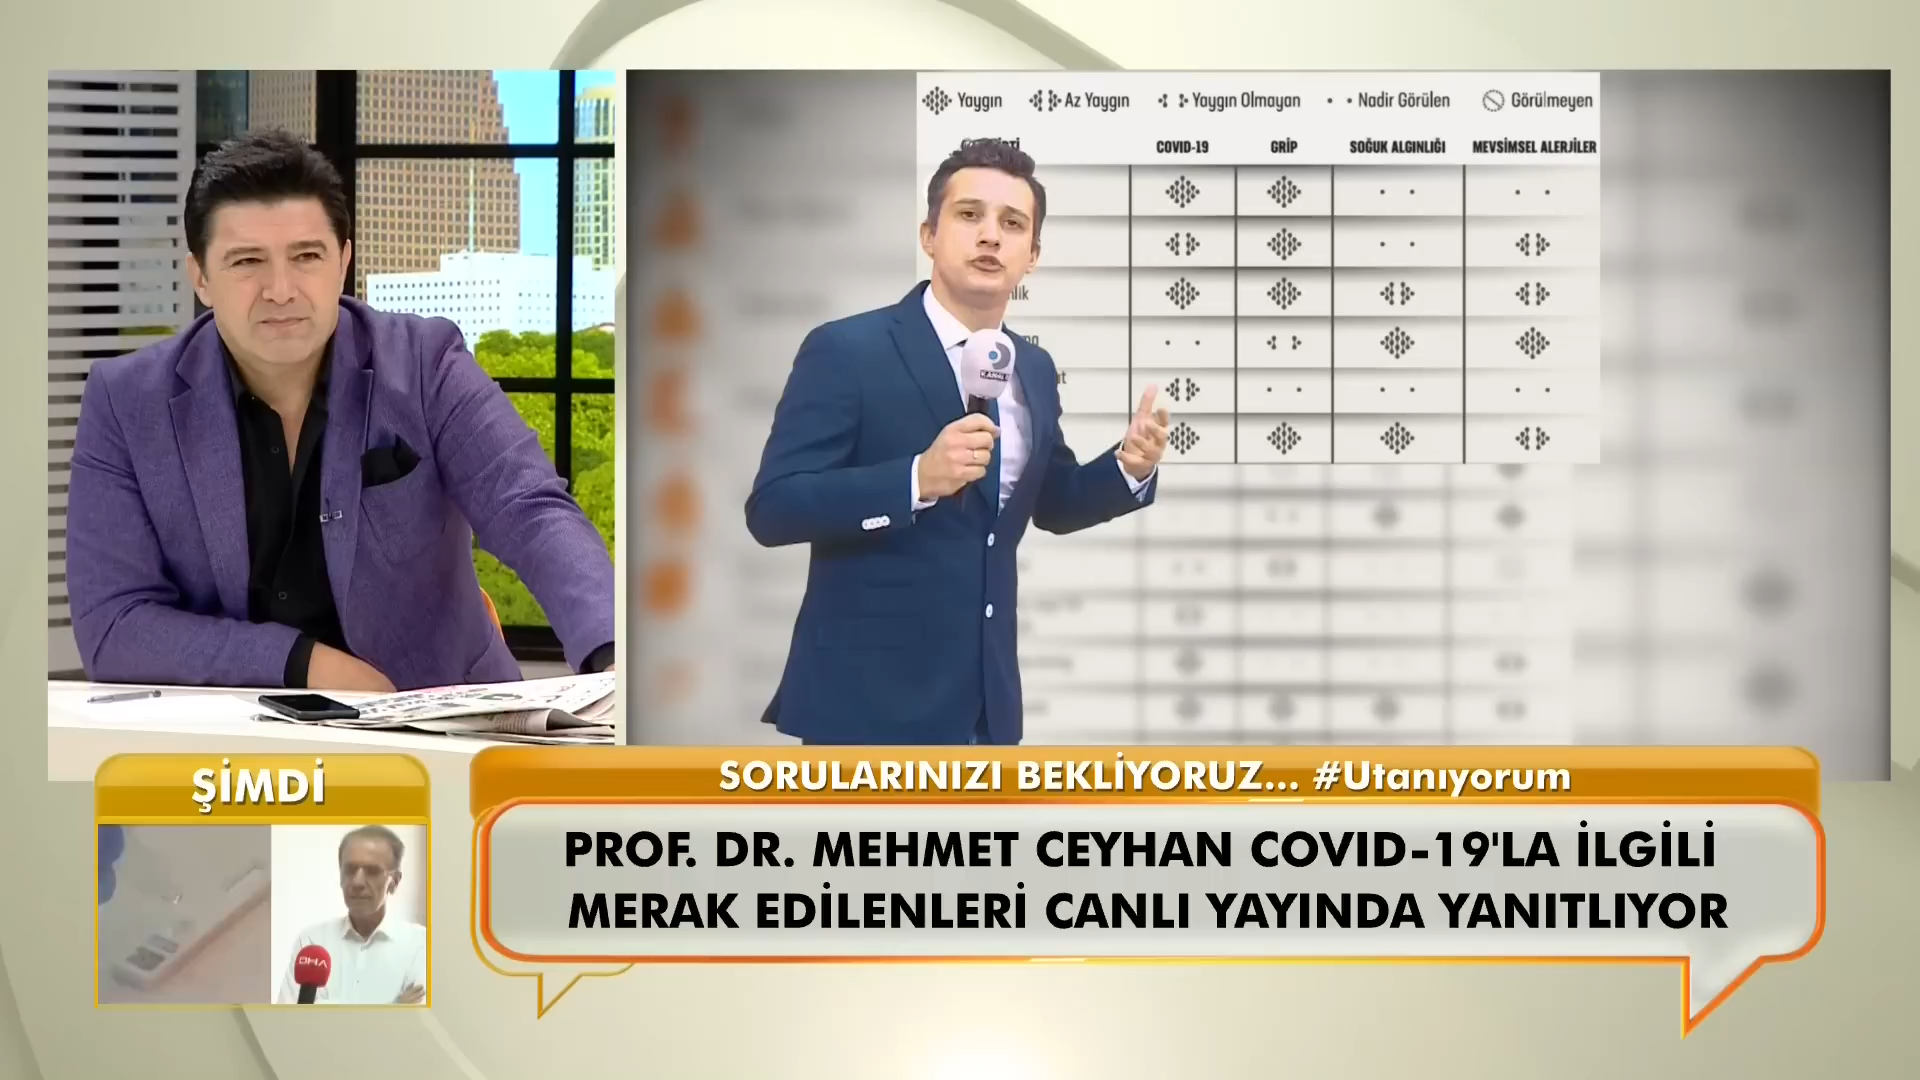 Yaygın Az Yaygın Yaygın Olmayan Nadir Görülen Görülmeyen
COVID-19 GRİP SOĞUK ALGINLIĞI MEVSİMSEL ALERJİLER
KANAL D
ŞİMDİ
DHA
SORULARINIZI BEKLİYORUZ... #Utanıyorum
PROF. DR. MEHMET CEYHAN COVID-19'LA İLGİLİ
MERAK EDİLENLERİ CANLI YAYINDA YANITLIYOR